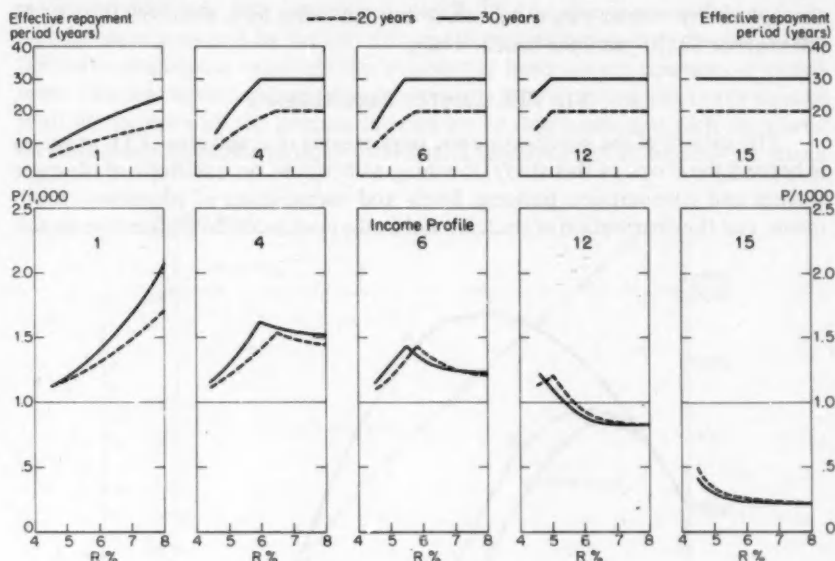 Effective repayment period (years)
-----20 years ——30 years
Effective repayment period (years)
40 40
30 30
20 20
10 10
1 4 6 12 15
P/1,000 P/1,000
Income Profile
1 4 6 12 15
2.5 2.5
2.0 2.0
1.5 1.5
1.0 1.0
.5 .5
0 0
4 5 6 7 8 4 5 6 7 8 4 5 6 7 8 4 5 6 7 8 4 5 6 7 8
R % R % R % R % R %